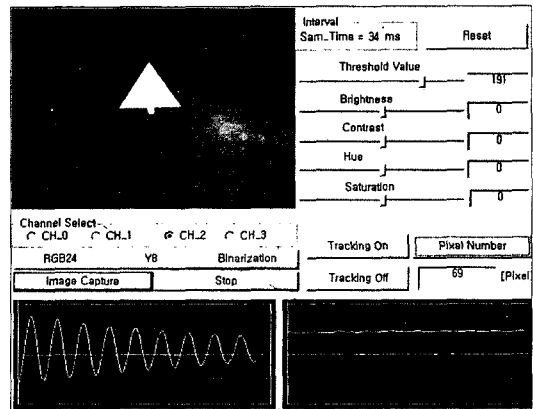 Interval
Sam_Time = 34 ms
Reset
Threshold Value
191
Brightness
0
Contrast
0
Hue
0
Saturation
0
Channel Select
CH_0 CH_1 CH_2 CH_3
RGB24 Y8 Binarization
Image Capture Stop
Tracking On Pixel Number
Tracking Off 69 [Pixel